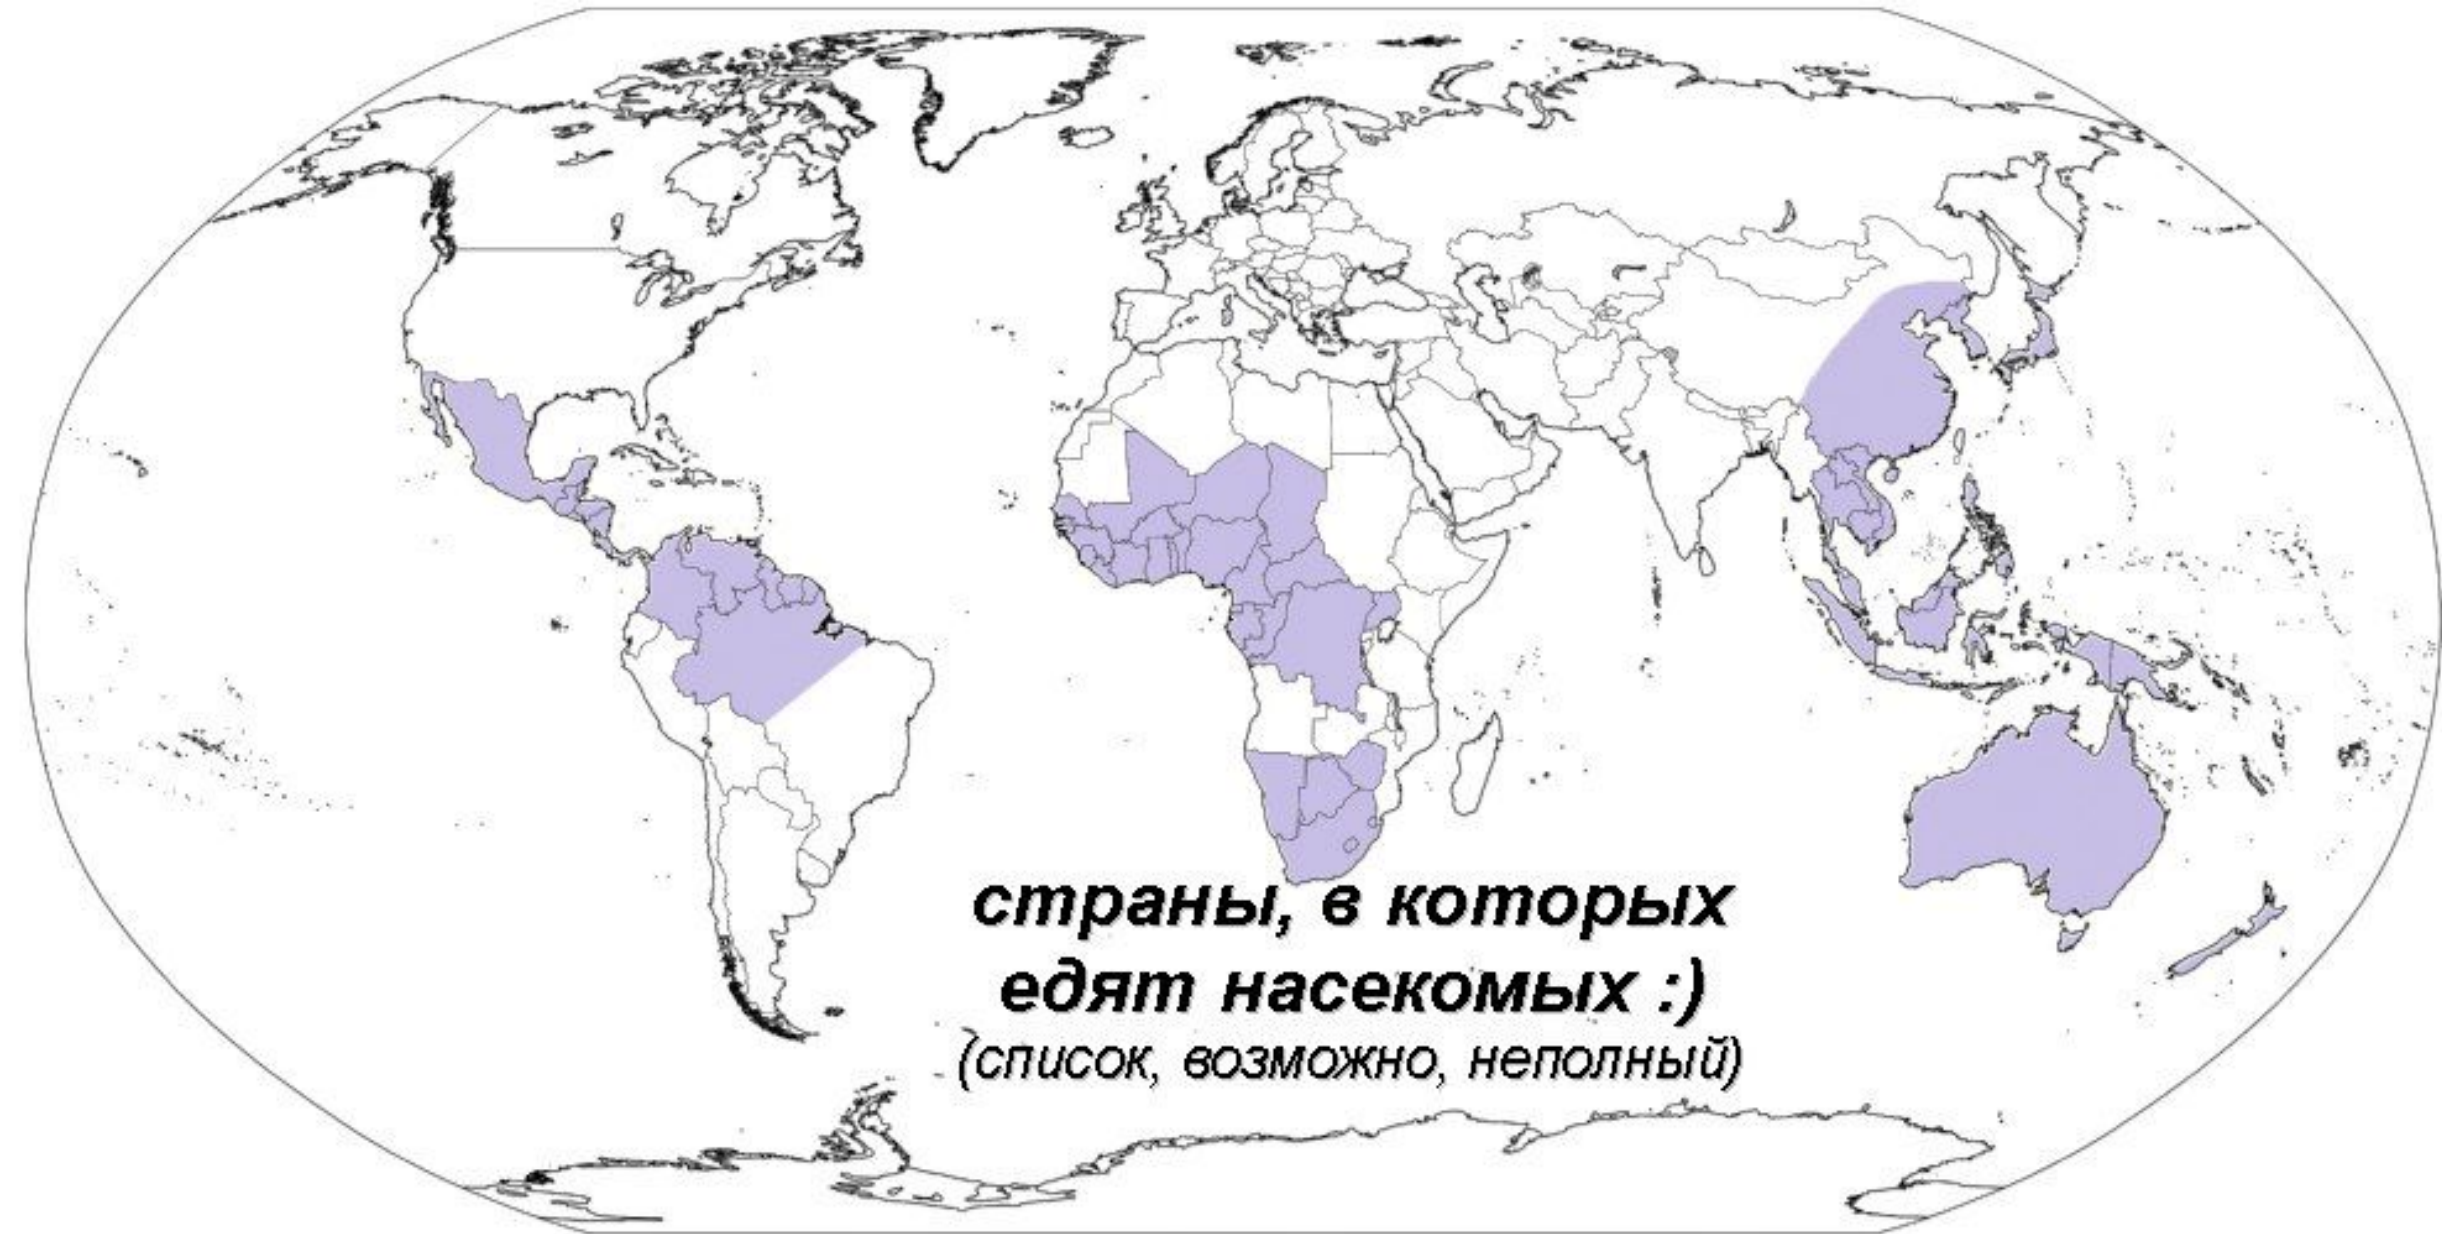 страны, в которых
едят насекомых :)
(список, возможно, неполный)